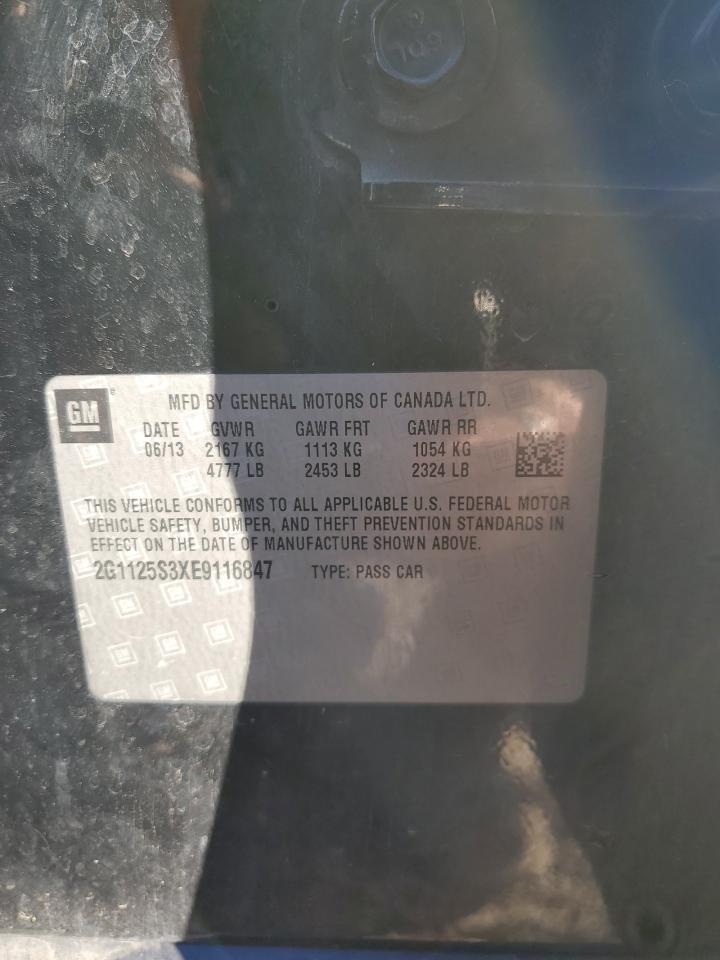 GM
MFD BY GENERAL MOTORS OF CANADA LTD.
DATE GVWR GAWR FRT GAWR RR
06/13 2167 KG 1113 KG 1054 KG
4777 LB 2453 LB 2324 LB
THIS VEHICLE CONFORMS TO ALL APPLICABLE U.S. FEDERAL MOTOR
VEHICLE SAFETY, BUMPER, AND THEFT PREVENTION STANDARDS IN
EFFECT ON THE DATE OF MANUFACTURE SHOWN ABOVE.
2G1125S3XE9116847 TYPE: PASS CAR